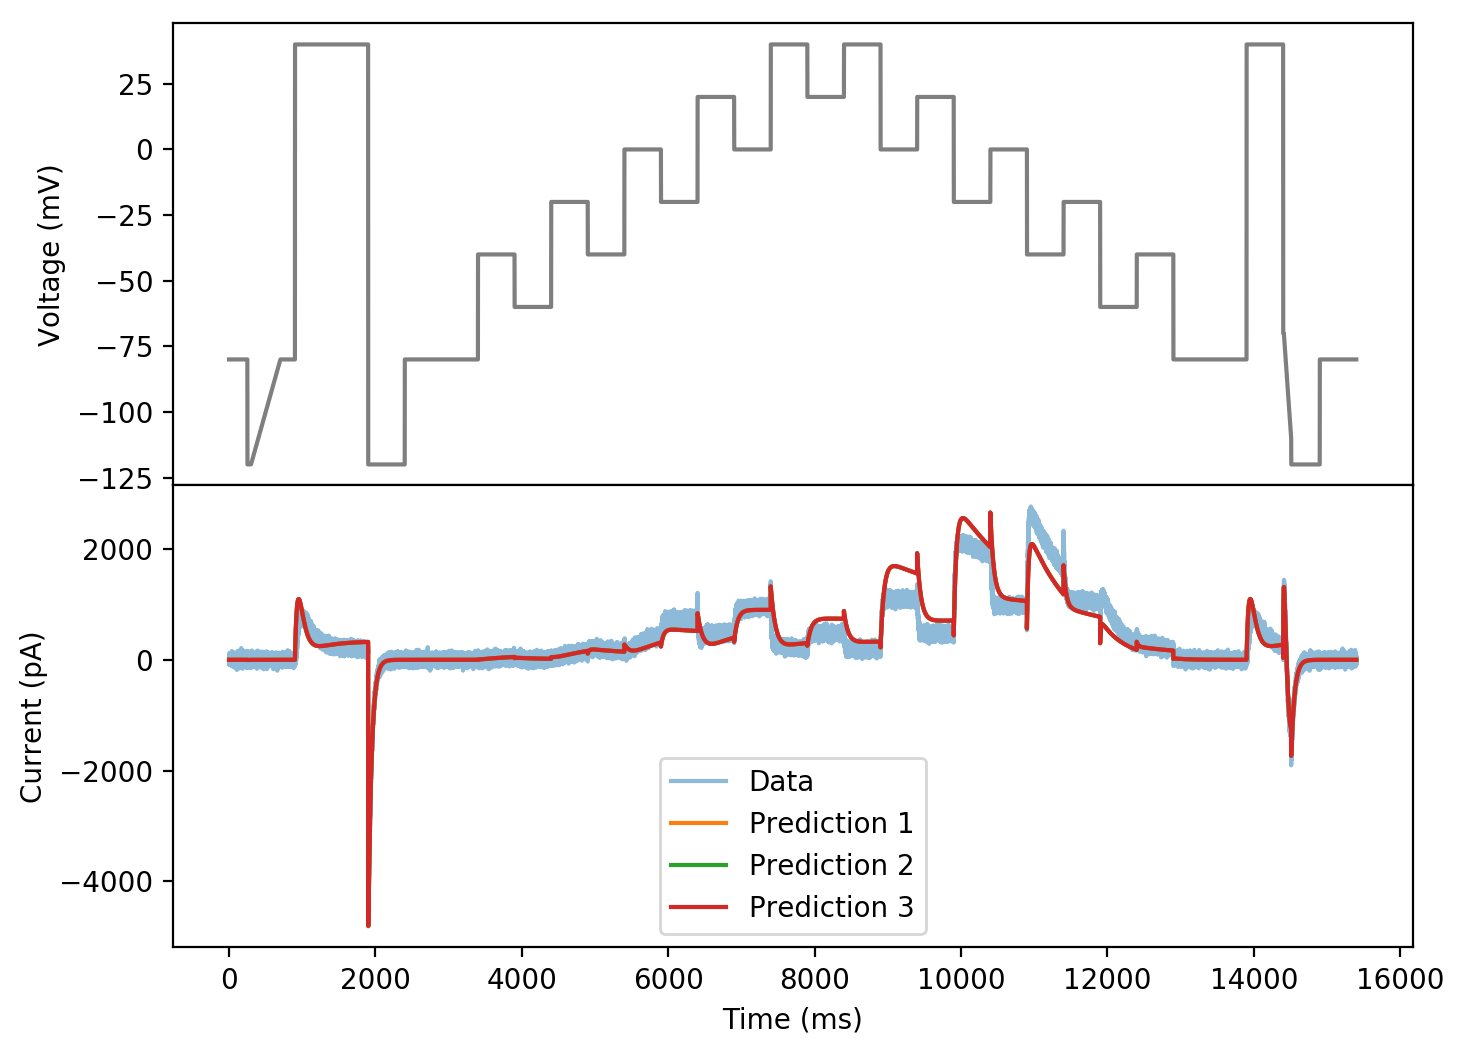 Voltage (mV)
25
0
−25
−50
−75
−100
−125
Current (pA)
2000
0
−2000
−4000
Data
Prediction 1
Prediction 2
Prediction 3
0 2000 4000 6000 8000 10000 12000 14000 16000
Time (ms)